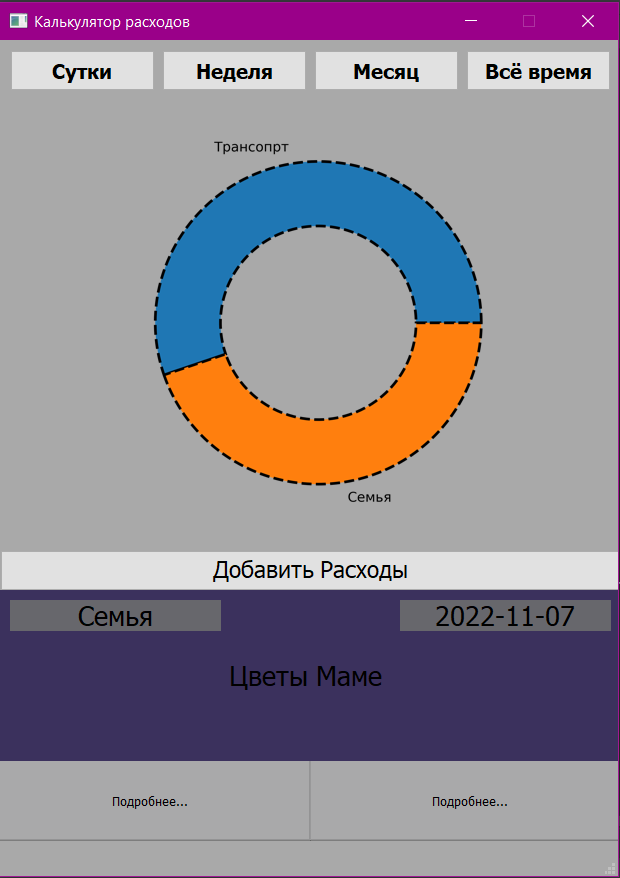 Калькулятор расходов
Сутки Неделя Месяц Всё время
Трансопрт
Семья
Добавить Расходы
Семья 2022-11-07
Цветы Маме
Подробнее... Подробнее...